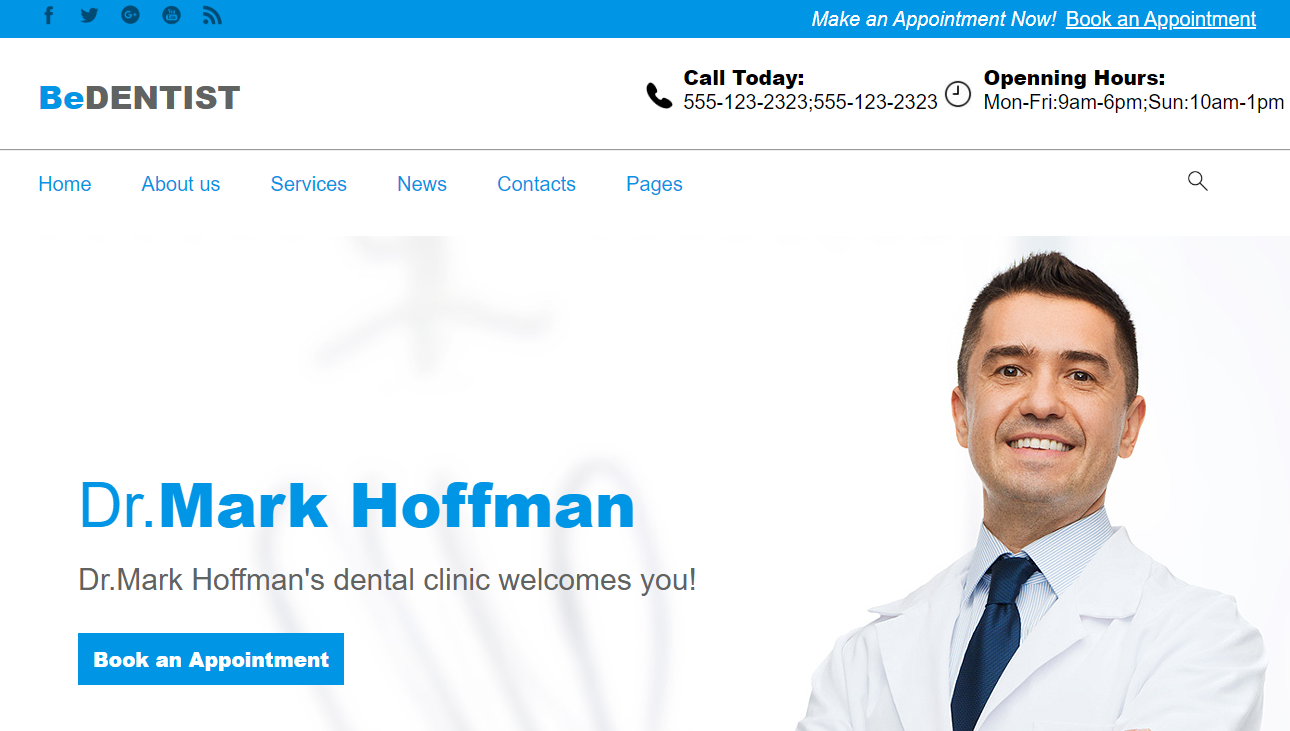 Make an Appointment Now! Book an Appointment
BeDENTIST
Call Today:
555-123-2323;555-123-2323
Openning Hours:
Mon-Fri:9am-6pm;Sun:10am-1pm
Home About us Services News Contacts Pages
Dr.Mark Hoffman
Dr.Mark Hoffman's dental clinic welcomes you!
Book an Appointment